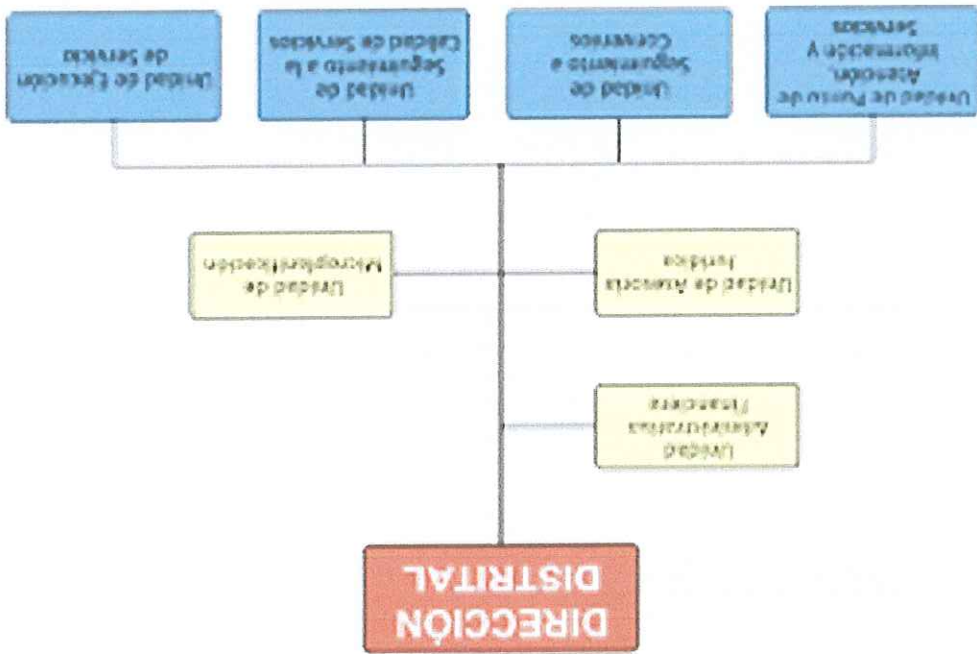 DIRECCIÓN
DISTRITAL
Unidad
Administrativa
Financiera
Unidad de Asesoría
Jurídica
Unidad de
Microplanificación
Unidad de Punto de
Atención,
Información y
Servicios
Unidad de
Seguimiento a
Convenios
Unidad de
Seguimiento a la
Calidad de Servicios
Unidad de Ejecución
de Servicio